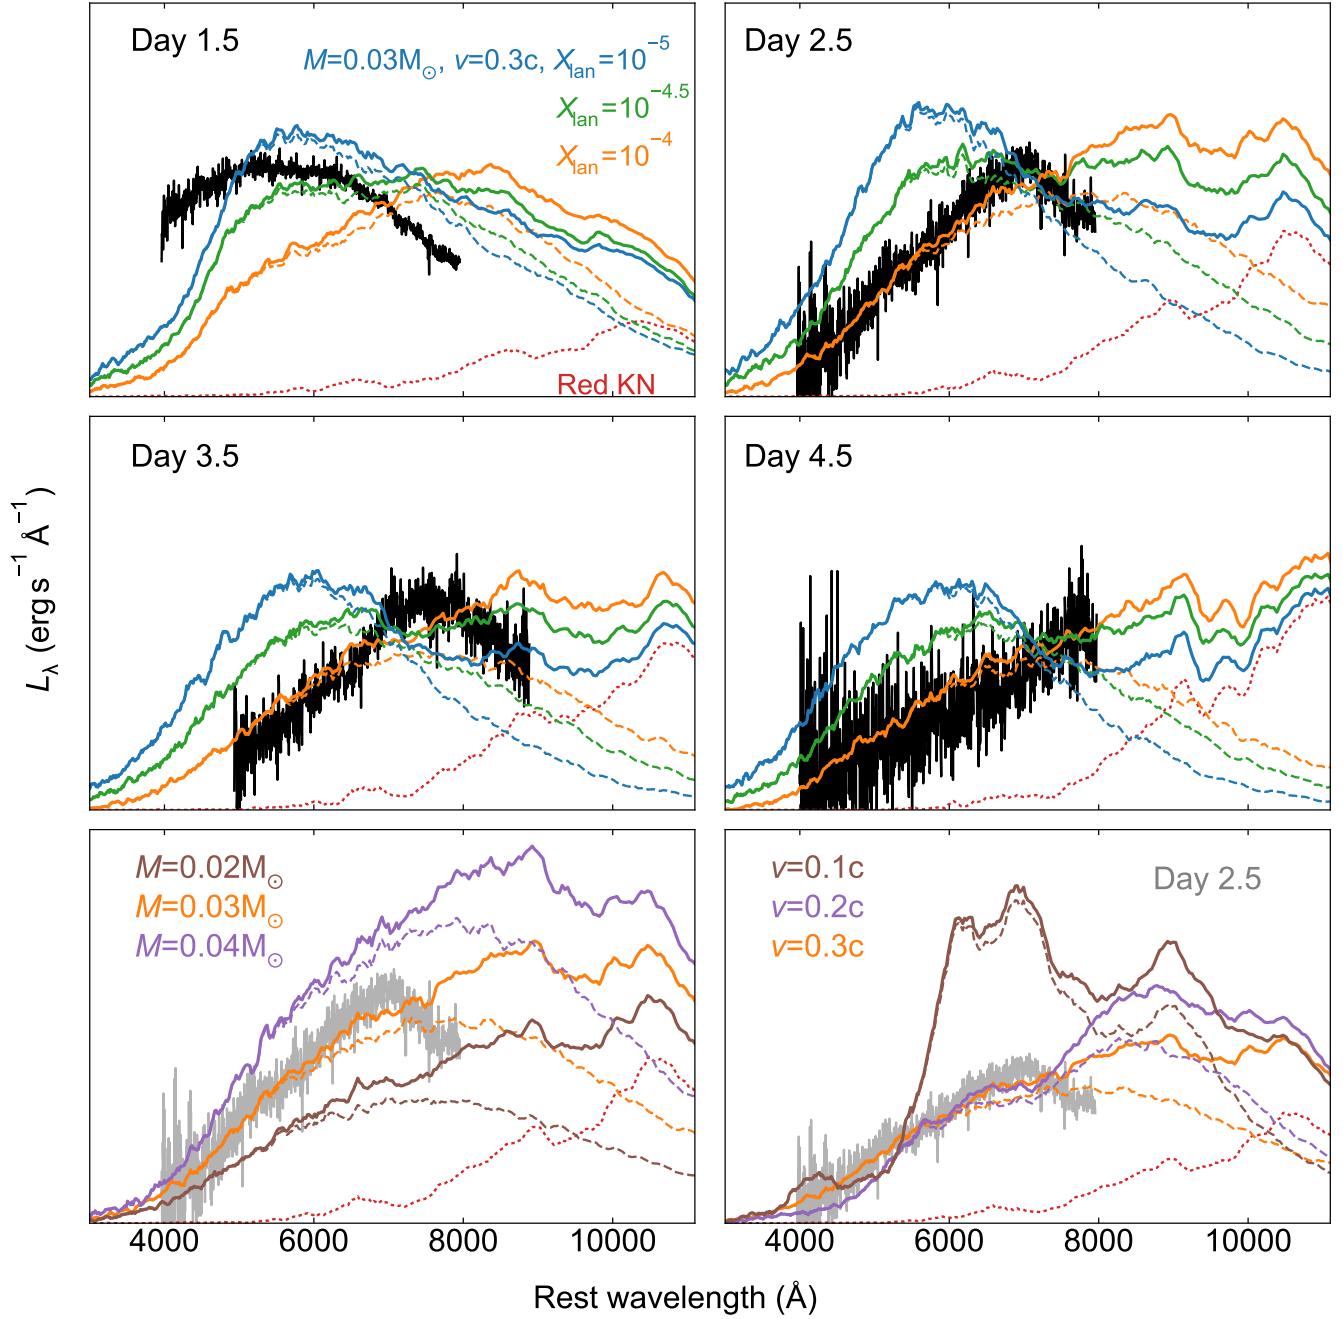 Day 1.5
M=0.03M⊙, v=0.3c, Xlan=10−5
Xlan=10−4.5
Xlan=10−4
Red KN
Day 2.5
Day 3.5
Day 4.5
Lλ (erg s−1 Å−1)
M=0.02M⊙
M=0.03M⊙
M=0.04M⊙
v=0.1c
v=0.2c
v=0.3c
Day 2.5
4000 6000 8000 10000
4000 6000 8000 10000
Rest wavelength (Å)